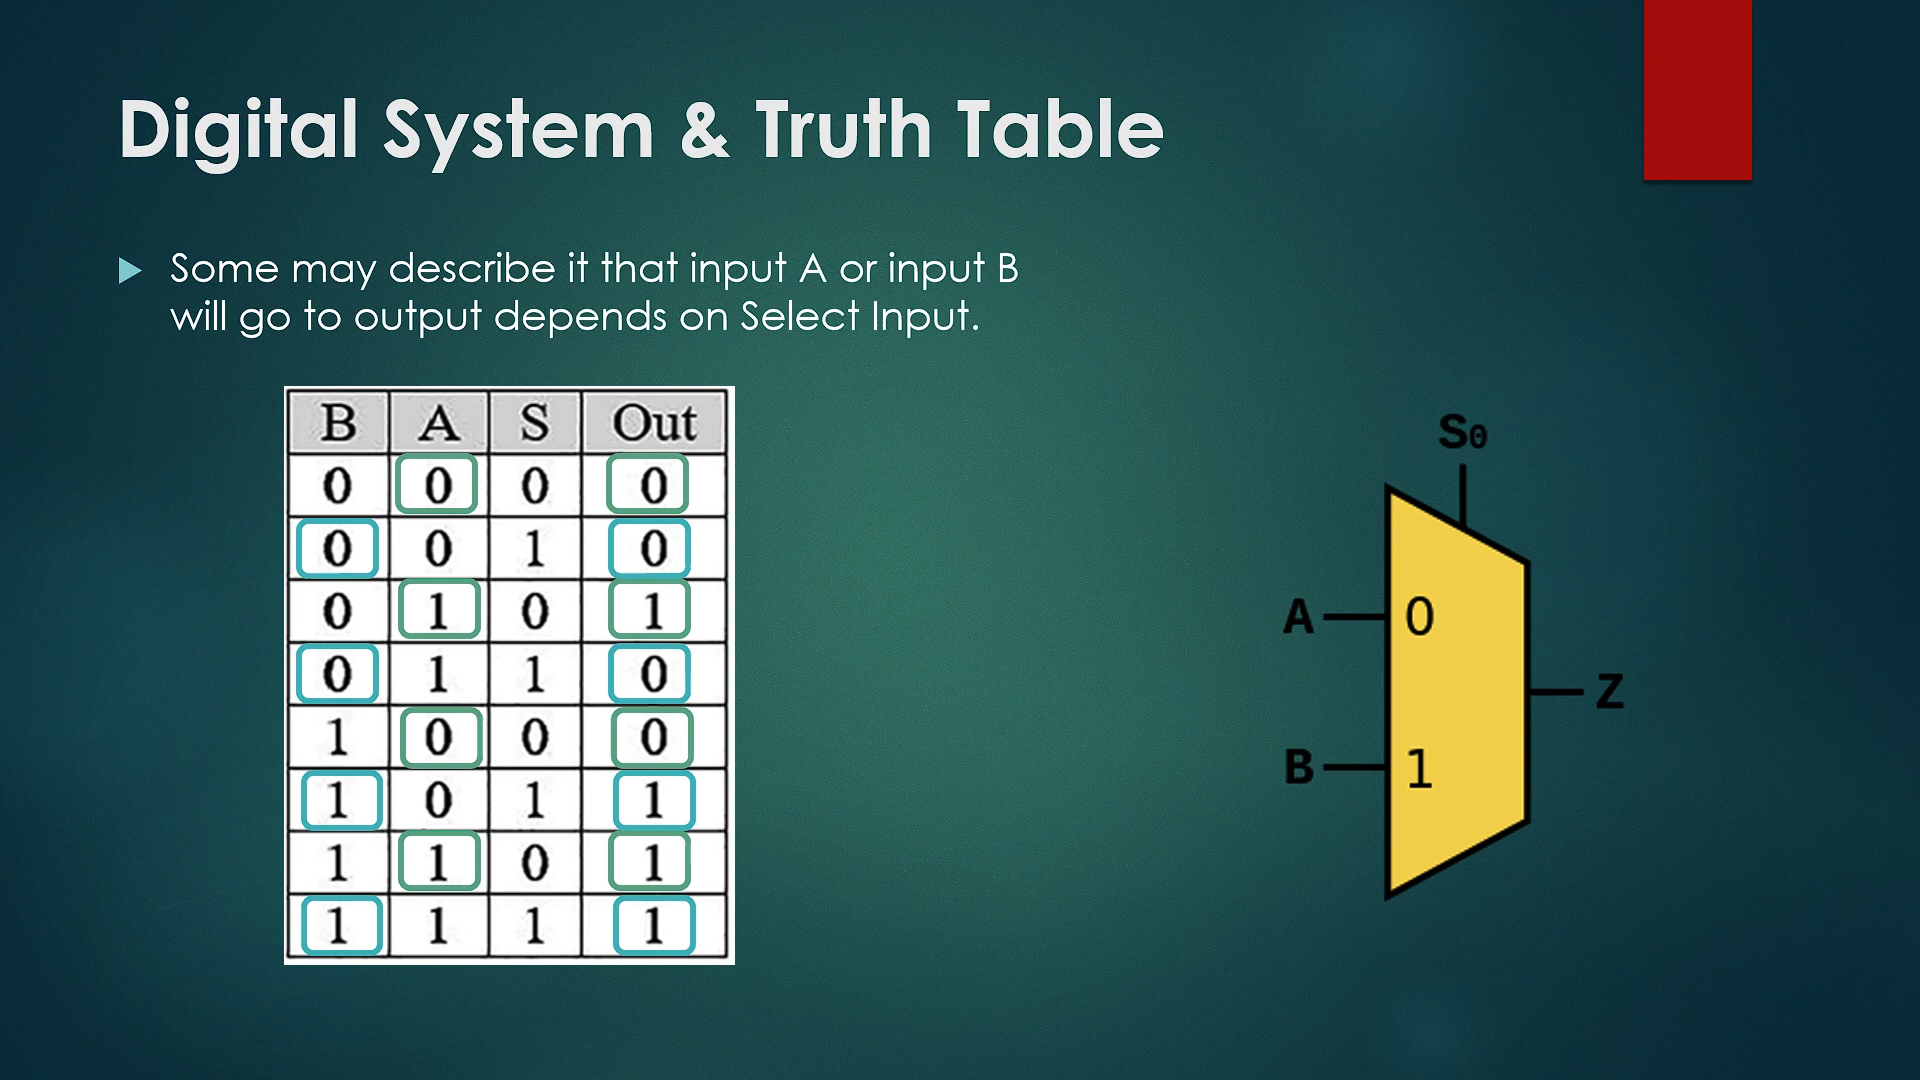 Digital System & Truth Table
Some may describe it that input A or input B
will go to output depends on Select Input.
B A S Out
0 0 0 0
0 0 1 0
0 1 0 1
0 1 1 0
1 0 0 0
1 0 1 1
1 1 0 1
1 1 1 1
S0
A 0
Z
B 1